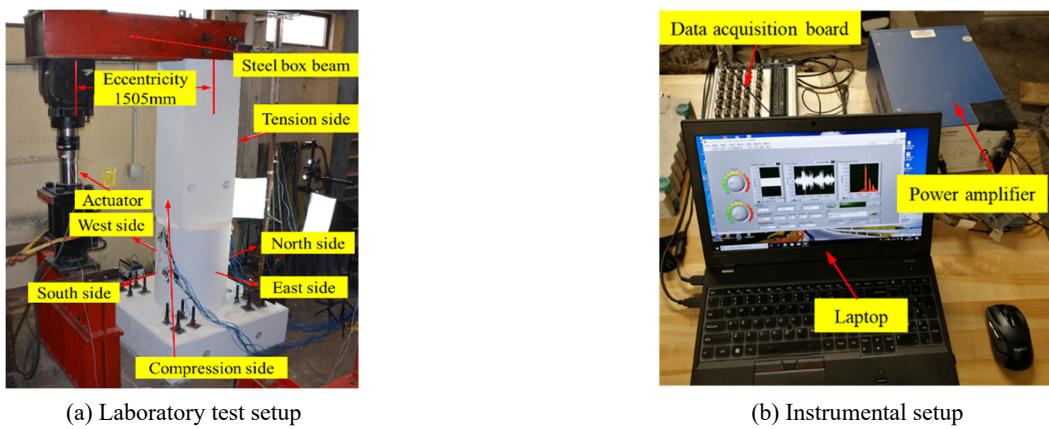 Steel box beam
Eccentricity
1505mm
Tension side
Actuator
West side
North side
South side
East side
Compression side
(a) Laboratory test setup
Data acquisition board
Power amplifier
Laptop
(b) Instrumental setup